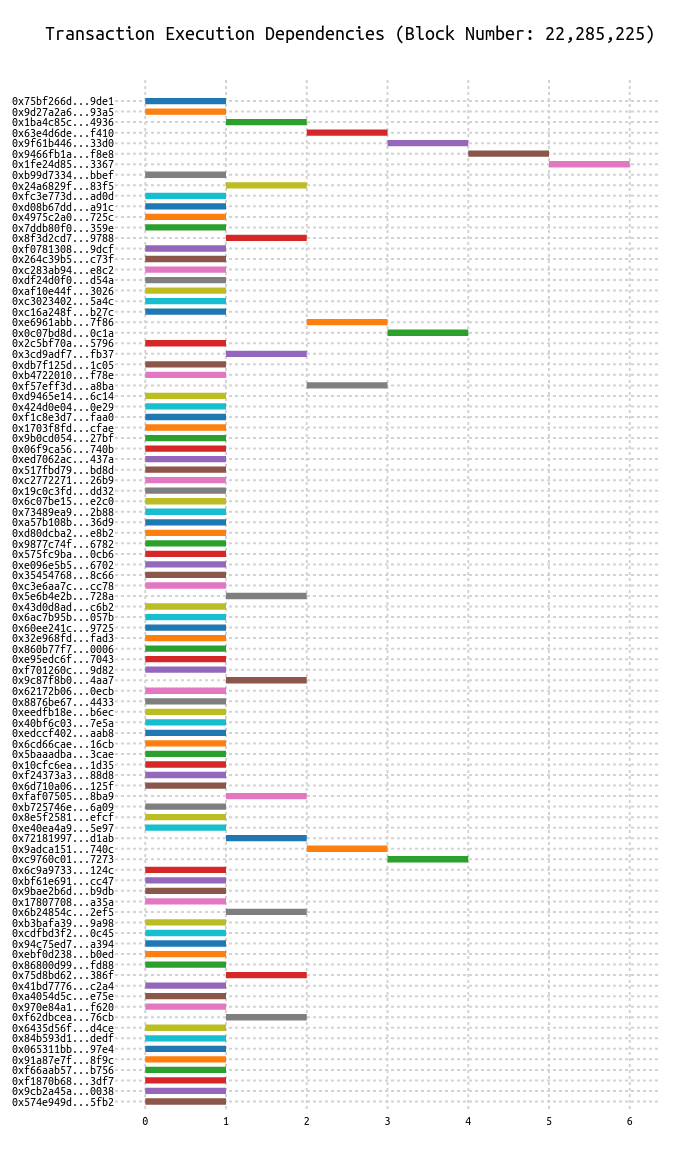 Transaction Execution Dependencies (Block Number: 22,285,225)
0x75bf266d...9de1
0x9d27a2a6...93a5
0x1ba4c85c...4936
0x63e4d6de...f410
0x9f61b446...33d0
0x9466fb1a...f8e8
0x1fe24d85...3367
0xb99d7334...bbef
0x24a6829f...83f5
0xfc3e773d...ad0d
0xd08b67dd...a91c
0x4975c2a0...725c
0x7ddb80f0...359e
0x8f3d2cd7...9788
0xf0781308...9dcf
0x264c39b5...c73f
0xc283ab94...e8c2
0xdf24d0f0...d54a
0xaf10e44f...3026
0xc3023402...5a4c
0xc16a248f...b27c
0xe6961abb...7f86
0x0c07bd8d...0c1a
0x2c5bf70a...5796
0x3cd9adf7...fb37
0xdb7f125d...1c05
0xb4722010...f78e
0xf57eff3d...a8ba
0xd9465e14...6c14
0x424d0e04...0e29
0xf1c8e3d7...faa0
0x1703f8fd...cfae
0x9b0cd054...27bf
0x06f9ca56...740b
0xed7062ac...437a
0x517fbd79...bd8d
0xc2772271...26b9
0x19c0c3fd...dd32
0x6c07be15...e2c0
0x73489ea9...2b88
0xa57b108b...36d9
0xd80dcba2...e8b2
0x9877c74f...6782
0x575fc9ba...0cb6
0xe096e5b5...6702
0x35454768...8c66
0xc3e6aa7c...cc78
0x5e6b4e2b...728a
0x43d0d8ad...c6b2
0x6ac7b95b...057b
0x60ee241c...9725
0x32e968fd...fad3
0x860b77f7...0006
0xe95edc6f...7043
0xf701260c...9d82
0x9c87f8b0...4aa7
0x62172b06...0ecb
0x8876be67...4433
0xeedfb18e...b6ec
0x40bf6c03...7e5a
0xedccf402...aab8
0x6cd66cae...16cb
0x5baaadba...3cae
0x10cfc6ea...1d35
0xf24373a3...88d8
0x6d710a06...125f
0xfaf07505...8ba9
0xb725746e...6a09
0x8e5f2581...efcf
0xe40ea4a9...5e97
0x72181997...d1ab
0x9adca151...740c
0xc9760c01...7273
0x6c9a9733...124c
0xbf61e691...cc47
0x9bae2b6d...b9db
0x17807708...a35a
0x6b24854c...2ef5
0xb3bafa39...9a98
0xcdfbd3f2...0c45
0x94c75ed7...a394
0xebf0d238...b0ed
0x86800d99...fd88
0x75d8bd62...386f
0x41bd7776...c2a4
0xa4054d5c...e75e
0x970e84a1...f620
0xf62dbcea...76cb
0x6435d56f...d4ce
0x84b593d1...dedf
0x065311bb...97e4
0x91a87e7f...8f9c
0xf66aab57...b756
0xf1870b68...3df7
0x9cb2a45a...0038
0x574e949d...5fb2
0 1 2 3 4 5 6